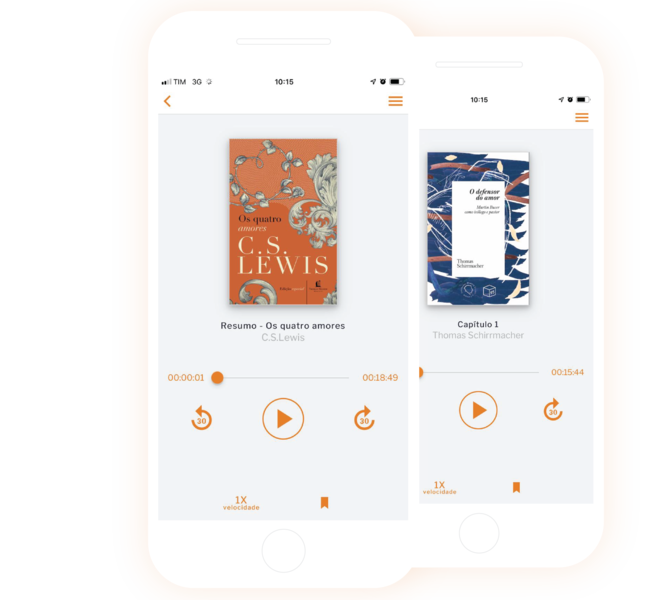 TIM 3G 10:15
Os quatro
amores
C.S.
LEWIS
Resumo - Os quatro amores
C.S.Lewis
00:00:01 00:18:49
30 30
1X
velocidade
10:15
O defensor
do amor
Martin Bucer
como teólogo e pastor
Thomas
Schirrmacher
Capítulo 1
Thomas Schirrmacher
00:15:44
30
1X
velocidade